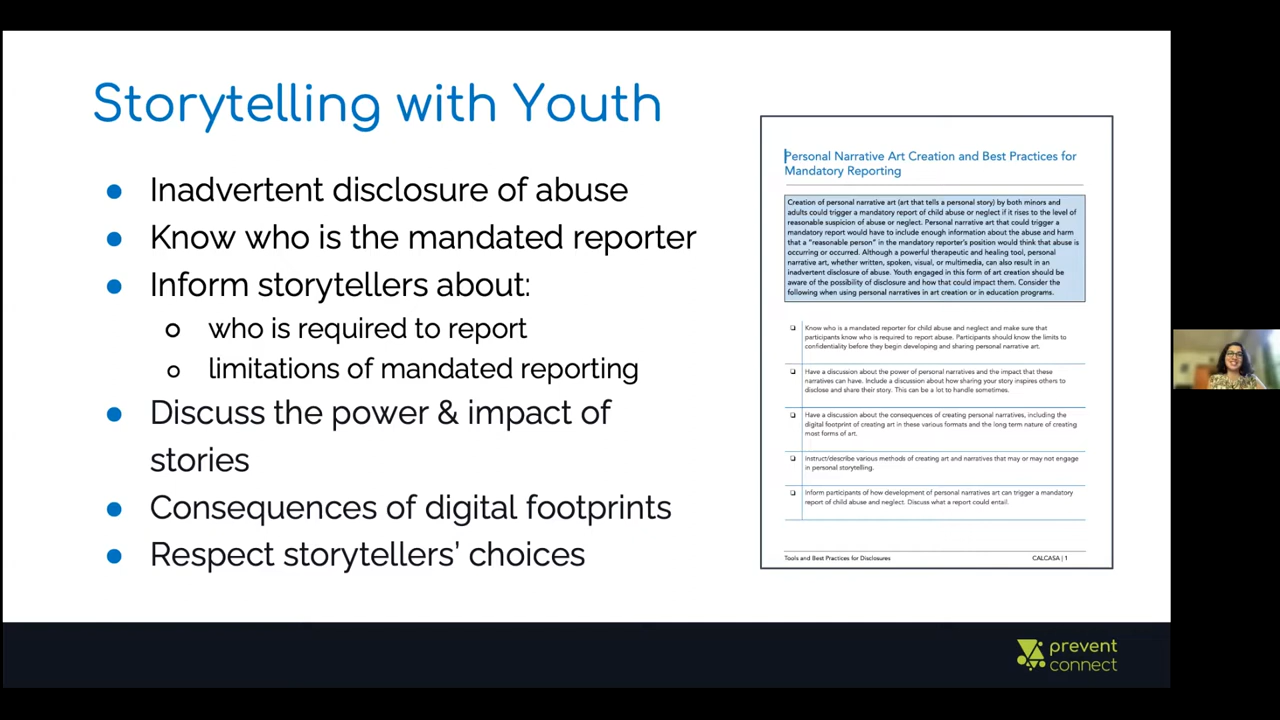 Storytelling with Youth
Inadvertent disclosure of abuse
Know who is the mandated reporter
Inform storytellers about:
who is required to report
limitations of mandated reporting
Discuss the power & impact of
stories
Consequences of digital footprints
Respect storytellers’ choices
Personal Narrative Art Creation and Best Practices for
Mandatory Reporting
Creation of personal narrative art (art that tells a personal story) by both minors and
adults could trigger a mandatory report of child abuse or neglect if it rises to the level of
reasonable suspicion of abuse or neglect. Personal narrative art that could trigger a
mandatory report would have to include enough information about the abuse and harm
that a “reasonable person” in the mandatory reporter’s position would think that abuse is
occurring or occurred. Although a powerful therapeutic and healing tool, personal
narrative art, whether written, spoken, visual, or multimedia, can also result in an
inadvertent disclosure of abuse. Youth engaged in this form of art creation should be
aware of the possibility of disclosure and how that could impact them. Consider the
following when using personal narratives in art creation or in education programs.
Know who is a mandated reporter for child abuse and neglect and make sure that
participants know who is required to report abuse. Participants should know the limits to
confidentiality before they begin developing and sharing personal narrative art.
Have a discussion about the power of personal narratives and the impact that these
narratives can have. Include a discussion about how sharing your story inspires others to
disclose and share their story. This can be a lot to handle sometimes.
Have a discussion about the consequences of creating personal narratives, including the
digital footprint of creating art in these various formats and the long term nature of creating
most forms of art.
Instruct/describe various methods of creating art and narratives that may or may not engage
in personal storytelling.
Inform participants of how development of personal narratives art can trigger a mandatory
report of child abuse and neglect. Discuss what a report could entail.
Tools and Best Practices for Disclosures CALCASA | 1
prevent
connect